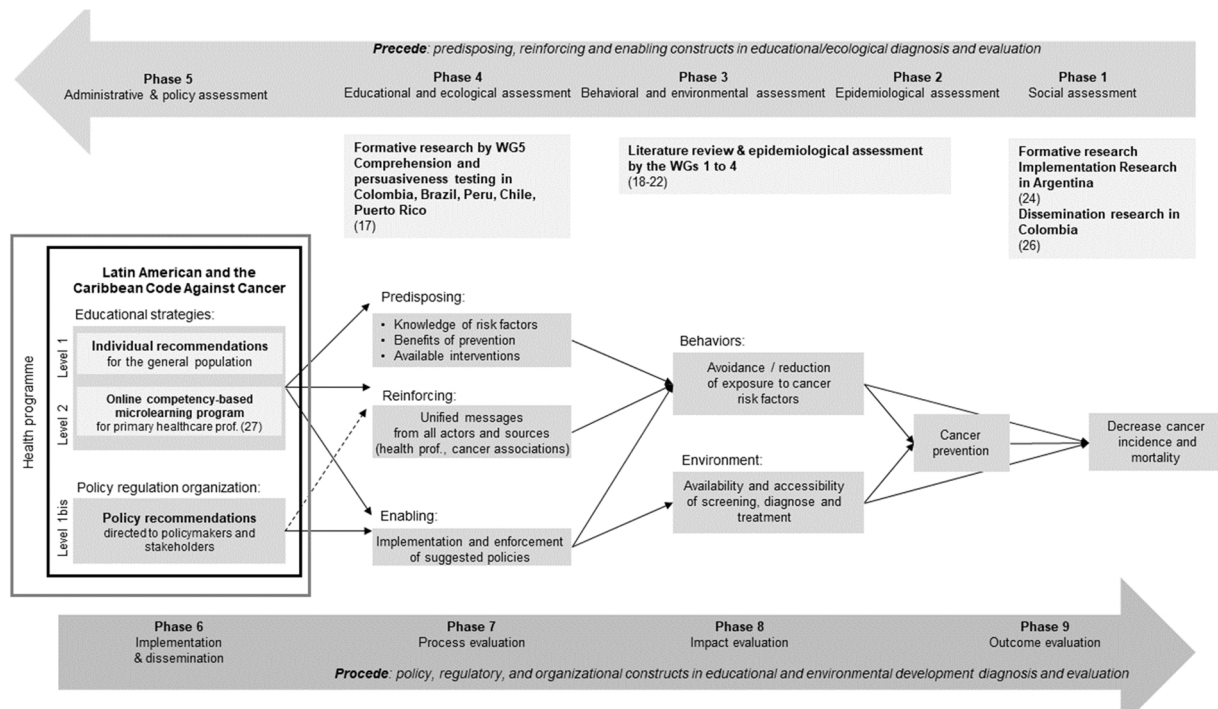 Precede: predisposing, reinforcing and enabling constructs in educational/ecological diagnosis and evaluation
Phase 5
Administrative & policy assessment
Phase 4
Educational and ecological assessment
Phase 3
Behavioral and environmental assessment
Phase 2
Epidemiological assessment
Phase 1
Social assessment
Formative research by WG5
Comprehension and
persuasiveness testing in
Colombia, Brazil, Peru, Chile,
Puerto Rico
(17)
Literature review & epidemiological assessment
by the WGs 1 to 4
(18-22)
Formative research
Implementation Research
in Argentina
(24)
Dissemination research in
Colombia
(26)
Health programme
Latin American and the
Caribbean Code Against Cancer
Educational strategies:
Level 1
Individual recommendations
for the general population
Level 2
Online competency-based
microlearning program
for primary healthcare prof. (27)
Policy regulation organization:
Level 1bis
Policy recommendations
directed to policymakers and
stakeholders
Predisposing:
• Knowledge of risk factors
• Benefits of prevention
• Available interventions
Reinforcing:
Unified messages
from all actors and sources
(health prof., cancer associations)
Enabling:
Implementation and enforcement
of suggested policies
Behaviors:
Avoidance / reduction
of exposure to cancer
risk factors
Environment:
Availability and accessibility
of screening, diagnose and
treatment
Cancer
prevention
Decrease cancer
incidence and
mortality
Phase 6
Implementation
& dissemination
Phase 7
Process evaluation
Phase 8
Impact evaluation
Phase 9
Outcome evaluation
Procede: policy, regulatory, and organizational constructs in educational and environmental development diagnosis and evaluation